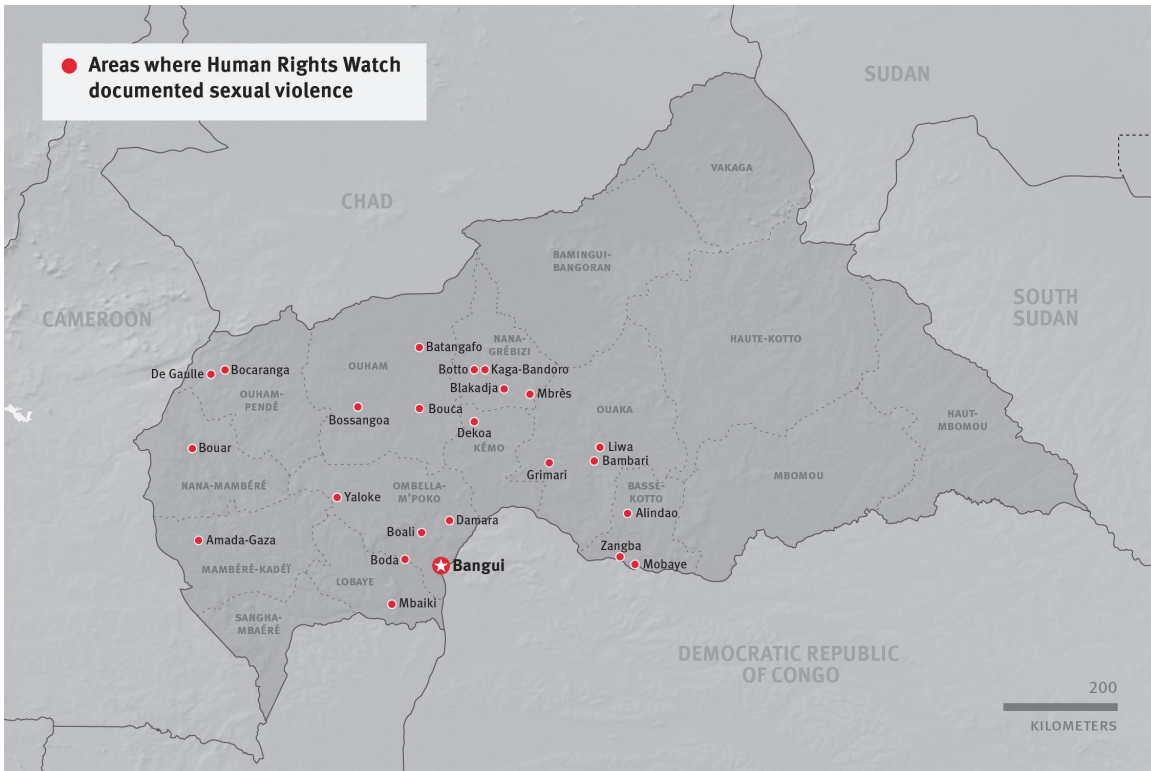 Areas where Human Rights Watch
documented sexual violence
SUDAN
VAKAGA
CHAD
BAMINGUI-
BANGORAN
SOUTH
SUDAN
CAMEROON
HAUTE-KOTTO
NANA-
GRÉBIZI
Batangafo
OUHAM
Botto
Kaga-Bandoro
De Gaulle
Bocaranga
Blakadja
Mbrès
OUHAM-
PENDÉ
Bossangoa
Bouca
OUAKA
HAUT-
MBOMOU
Dekoa
KÉMO
Bouar
Liwa
Bambari
Grimari
MBOMOU
NANA-MAMBÉRÉ
OMBELLA-
M'POKO
BASSE-
KOTTO
Yaloke
Alindao
Damara
Boali
Amada-Gaza
Zangba
Mobaye
Boda
Bangui
MAMBÉRÉ-KADÉÏ
LOBAYE
Mbaiki
SANGHA-
MBAÉRÉ
DEMOCRATIC REPUBLIC
OF CONGO
200
KILOMETERS